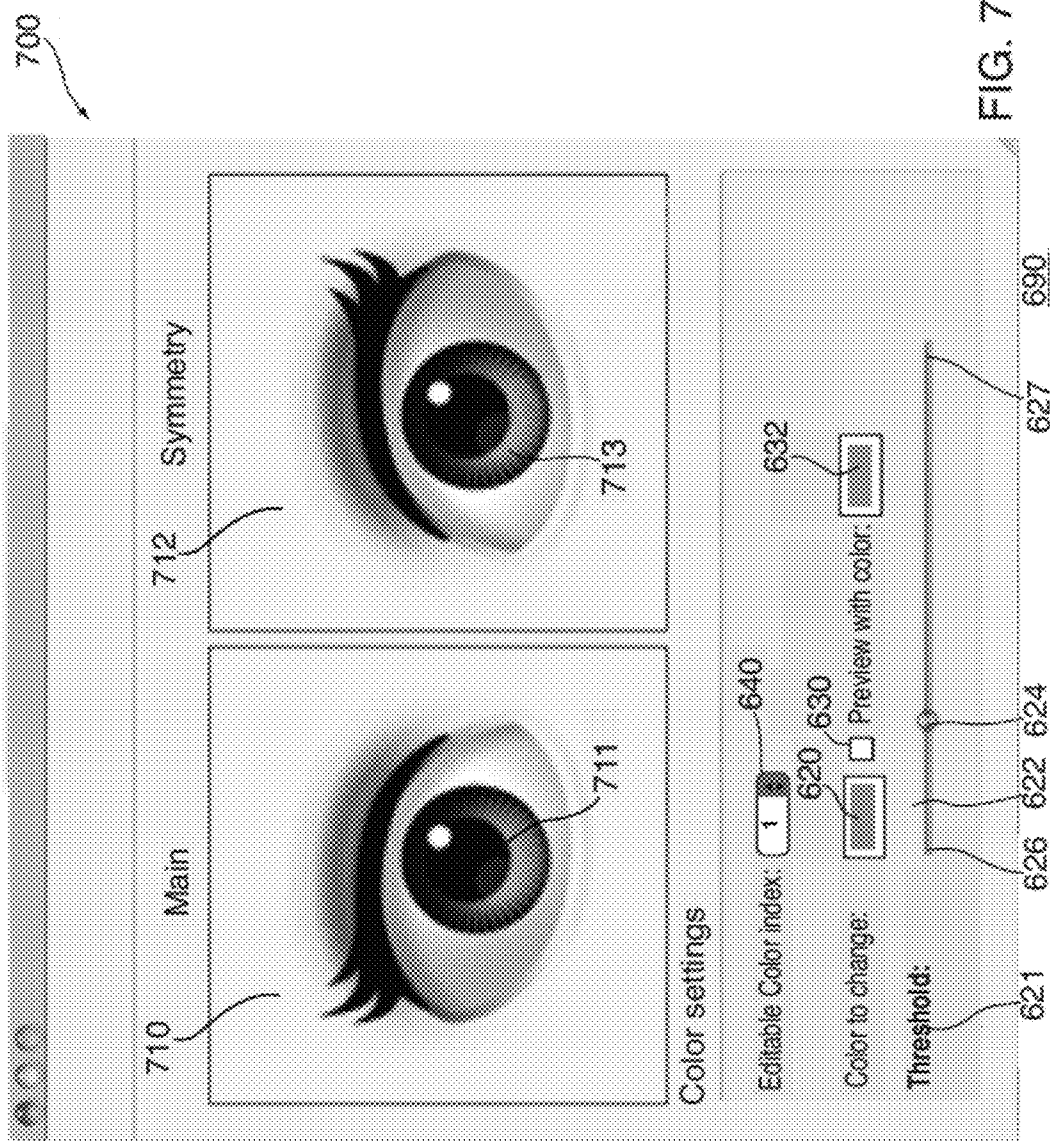 700
Main
Symmetry
710
712
711
713
Color settings
Editable Color index: 1
640
Color to change:
620
630
Preview with color:
632
Threshold:
621
626
622
624
627
690
FIG. 7